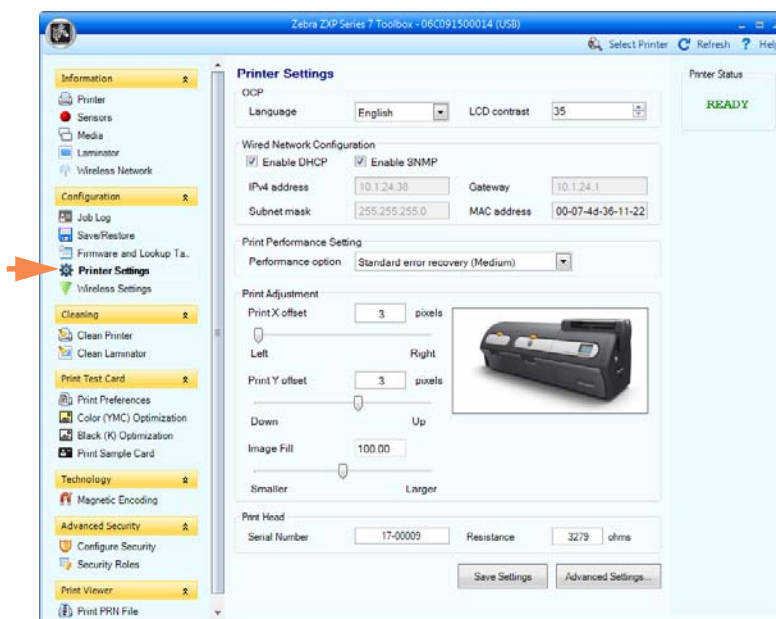 Zebra ZXP Series 7 Toolbox - 06C091500014 (USB)
Select Printer Refresh ? Help
Information
Printer
Sensors
Media
Laminator
Wireless Network
Configuration
Job Log
Save/Restore
Firmware and Lookup Ta..
Printer Settings
Wireless Settings
Cleaning
Clean Printer
Clean Laminator
Print Test Card
Print Preferences
Color (YMC) Optimization
Black (K) Optimization
Print Sample Card
Technology
Magnetic Encoding
Advanced Security
Configure Security
Security Roles
Print Viewer
Print PRN File
Printer Settings
OCP
Language English LCD contrast 35
Wired Network Configuration
Enable DHCP Enable SNMP
IPv4 address 10.1.24.38 Gateway 10.1.24.1
Subnet mask 255.255.255.0 MAC address 00-07-4d-36-11-22
Print Performance Setting
Performance option Standard error recovery (Medium)
Print Adjustment
Print X offset 3 pixels
Left Right
Print Y offset 3 pixels
Down Up
Image Fill 100.00
Smaller Larger
Print Head
Serial Number 17-00009 Resistance 3279 ohms
Save Settings Advanced Settings...
Printer Status
READY